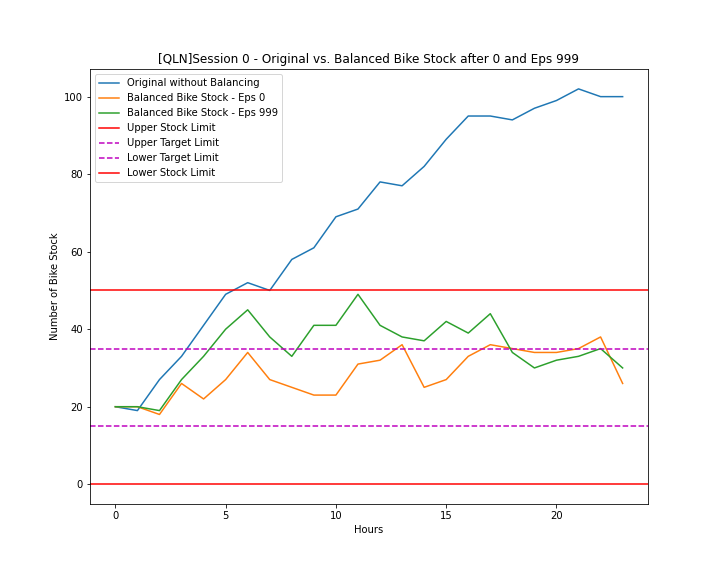 [QLN]Session 0 - Original vs. Balanced Bike Stock after 0 and Eps 999
Original without Balancing
Balanced Bike Stock - Eps 0
Balanced Bike Stock - Eps 999
Upper Stock Limit
Upper Target Limit
Lower Target Limit
Lower Stock Limit
Number of Bike Stock
100
80
60
40
20
0
0 5 10 15 20
Hours